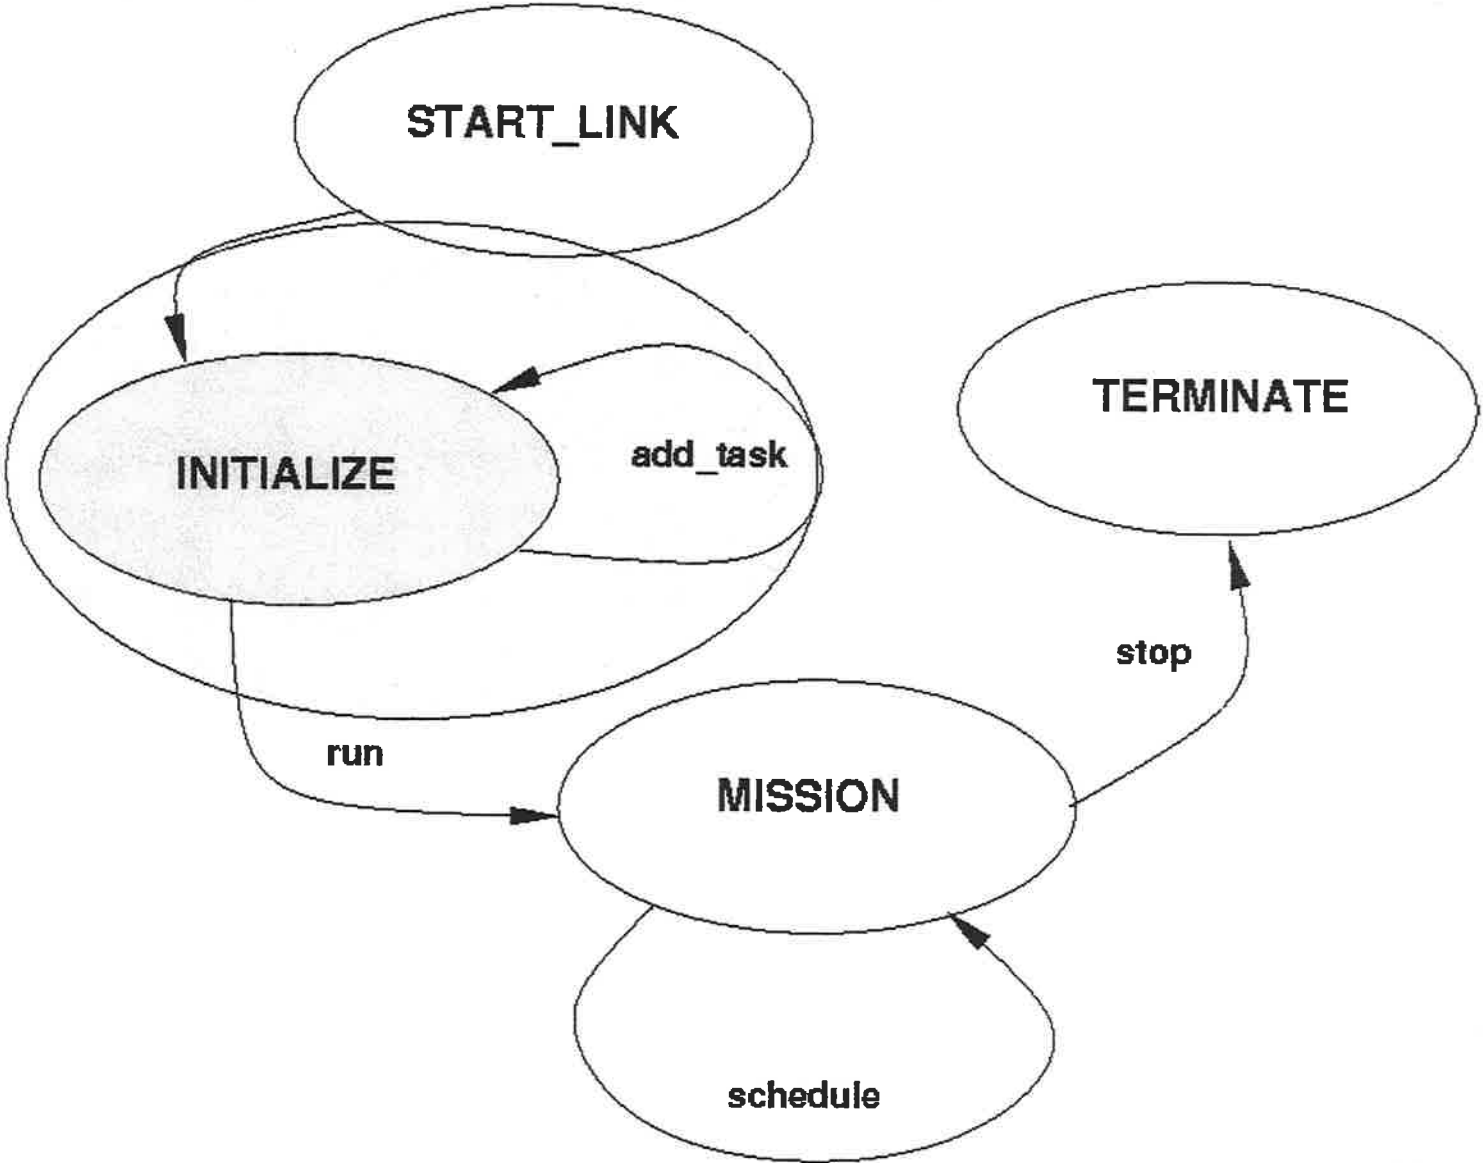 START_LINK
TERMINATE
add_task
INITIALIZE
stop
run
MISSION
schedule